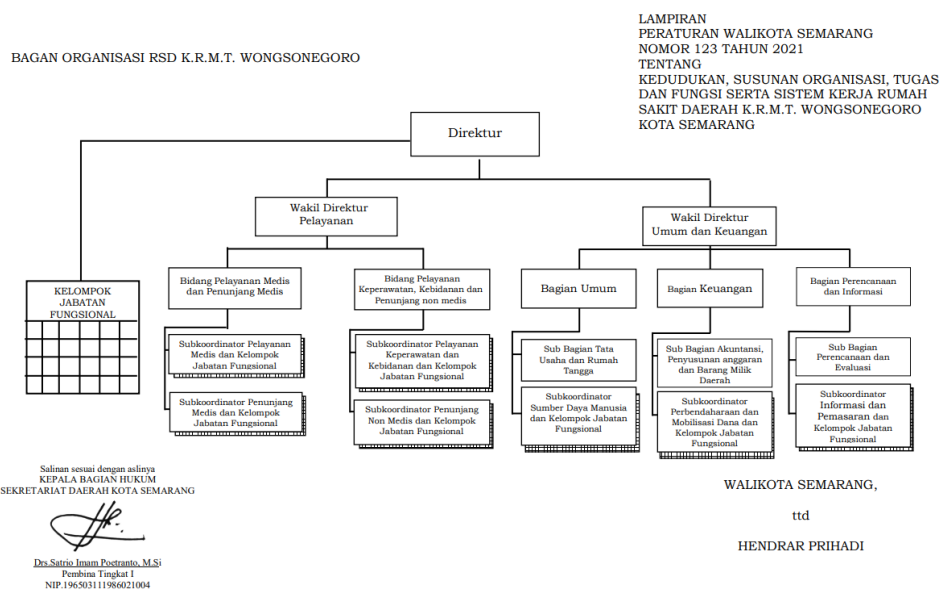 BAGAN ORGANISASI RSD K.R.M.T. WONGSONEGORO
LAMPIRAN
PERATURAN WALIKOTA SEMARANG
NOMOR 123 TAHUN 2021
TENTANG
KEDUDUKAN, SUSUNAN ORGANISASI, TUGAS
DAN FUNGSI SERTA SISTEM KERJA RUMAH
SAKIT DAERAH K.R.M.T. WONGSONEGORO
KOTA SEMARANG
Direktur
Wakil Direktur
Pelayanan
Wakil Direktur
Umum dan Keuangan
KELOMPOK
JABATAN
FUNGSIONAL
Bidang Pelayanan Medis
dan Penunjang Medis
Bidang Pelayanan
Keperawatan, Kebidanan dan
Penunjang non medis
Bagian Umum
Bagian Keuangan
Bagian Perencanaan
dan Informasi
Subkoordinator Pelayanan
Medis dan Kelompok
Jabatan Fungsional
Subkoordinator Pelayanan
Keperawatan dan
Kebidanan dan Kelompok
Jabatan Fungsional
Sub Bagian Tata
Usaha dan Rumah
Tangga
Sub Bagian Akuntansi,
Penyusunan anggaran
dan Barang Milik
Daerah
Sub Bagian
Perencanaan dan
Evaluasi
Subkoordinator Penunjang
Medis dan Kelompok
Jabatan Fungsional
Subkoordinator Penunjang
Non Medis dan Kelompok
Jabatan Fungsional
Subkoordinator
Sumber Daya Manusia
dan Kelompok Jabatan
Fungsional
Subkoordinator
Perbendaharaan dan
Mobilisasi Dana dan
Kelompok Jabatan
Fungsional
Subkoordinator
Informasi dan
Pemasaran dan
Kelompok Jabatan
Fungsional
Salinan sesuai dengan aslinya
KEPALA BAGIAN HUKUM
SEKRETARIAT DAERAH KOTA SEMARANG
Drs.Satrio Imam Poetranto, M.Si
Pembina Tingkat I
NIP.196503111986021004
WALIKOTA SEMARANG,
ttd
HENDRAR PRIHADI